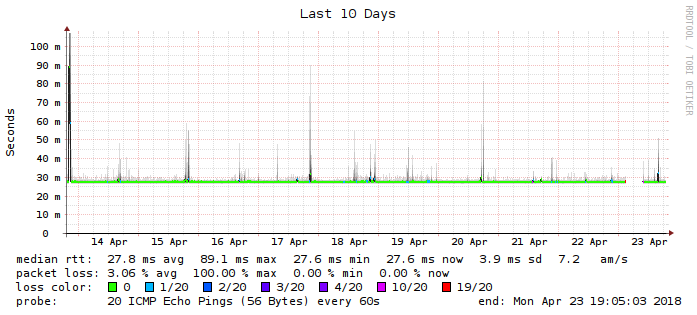 Last 10 Days
RRDTOOL / TOBI OETIKER
Seconds
100 m
90 m
80 m
70 m
60 m
50 m
40 m
30 m
20 m
10 m
0
14 Apr 15 Apr 16 Apr 17 Apr 18 Apr 19 Apr 20 Apr 21 Apr 22 Apr 23 Apr
median rtt: 27.8 ms avg 89.1 ms max 27.6 ms min 27.6 ms now 3.9 ms sd 7.2 am/s
packet loss: 3.06 % avg 100.00 % max 0.00 % min 0.00 % now
loss color: 0 1/20 2/20 3/20 4/20 10/20 19/20
probe: 20 ICMP Echo Pings (56 Bytes) every 60s end: Mon Apr 23 19:05:03 2018